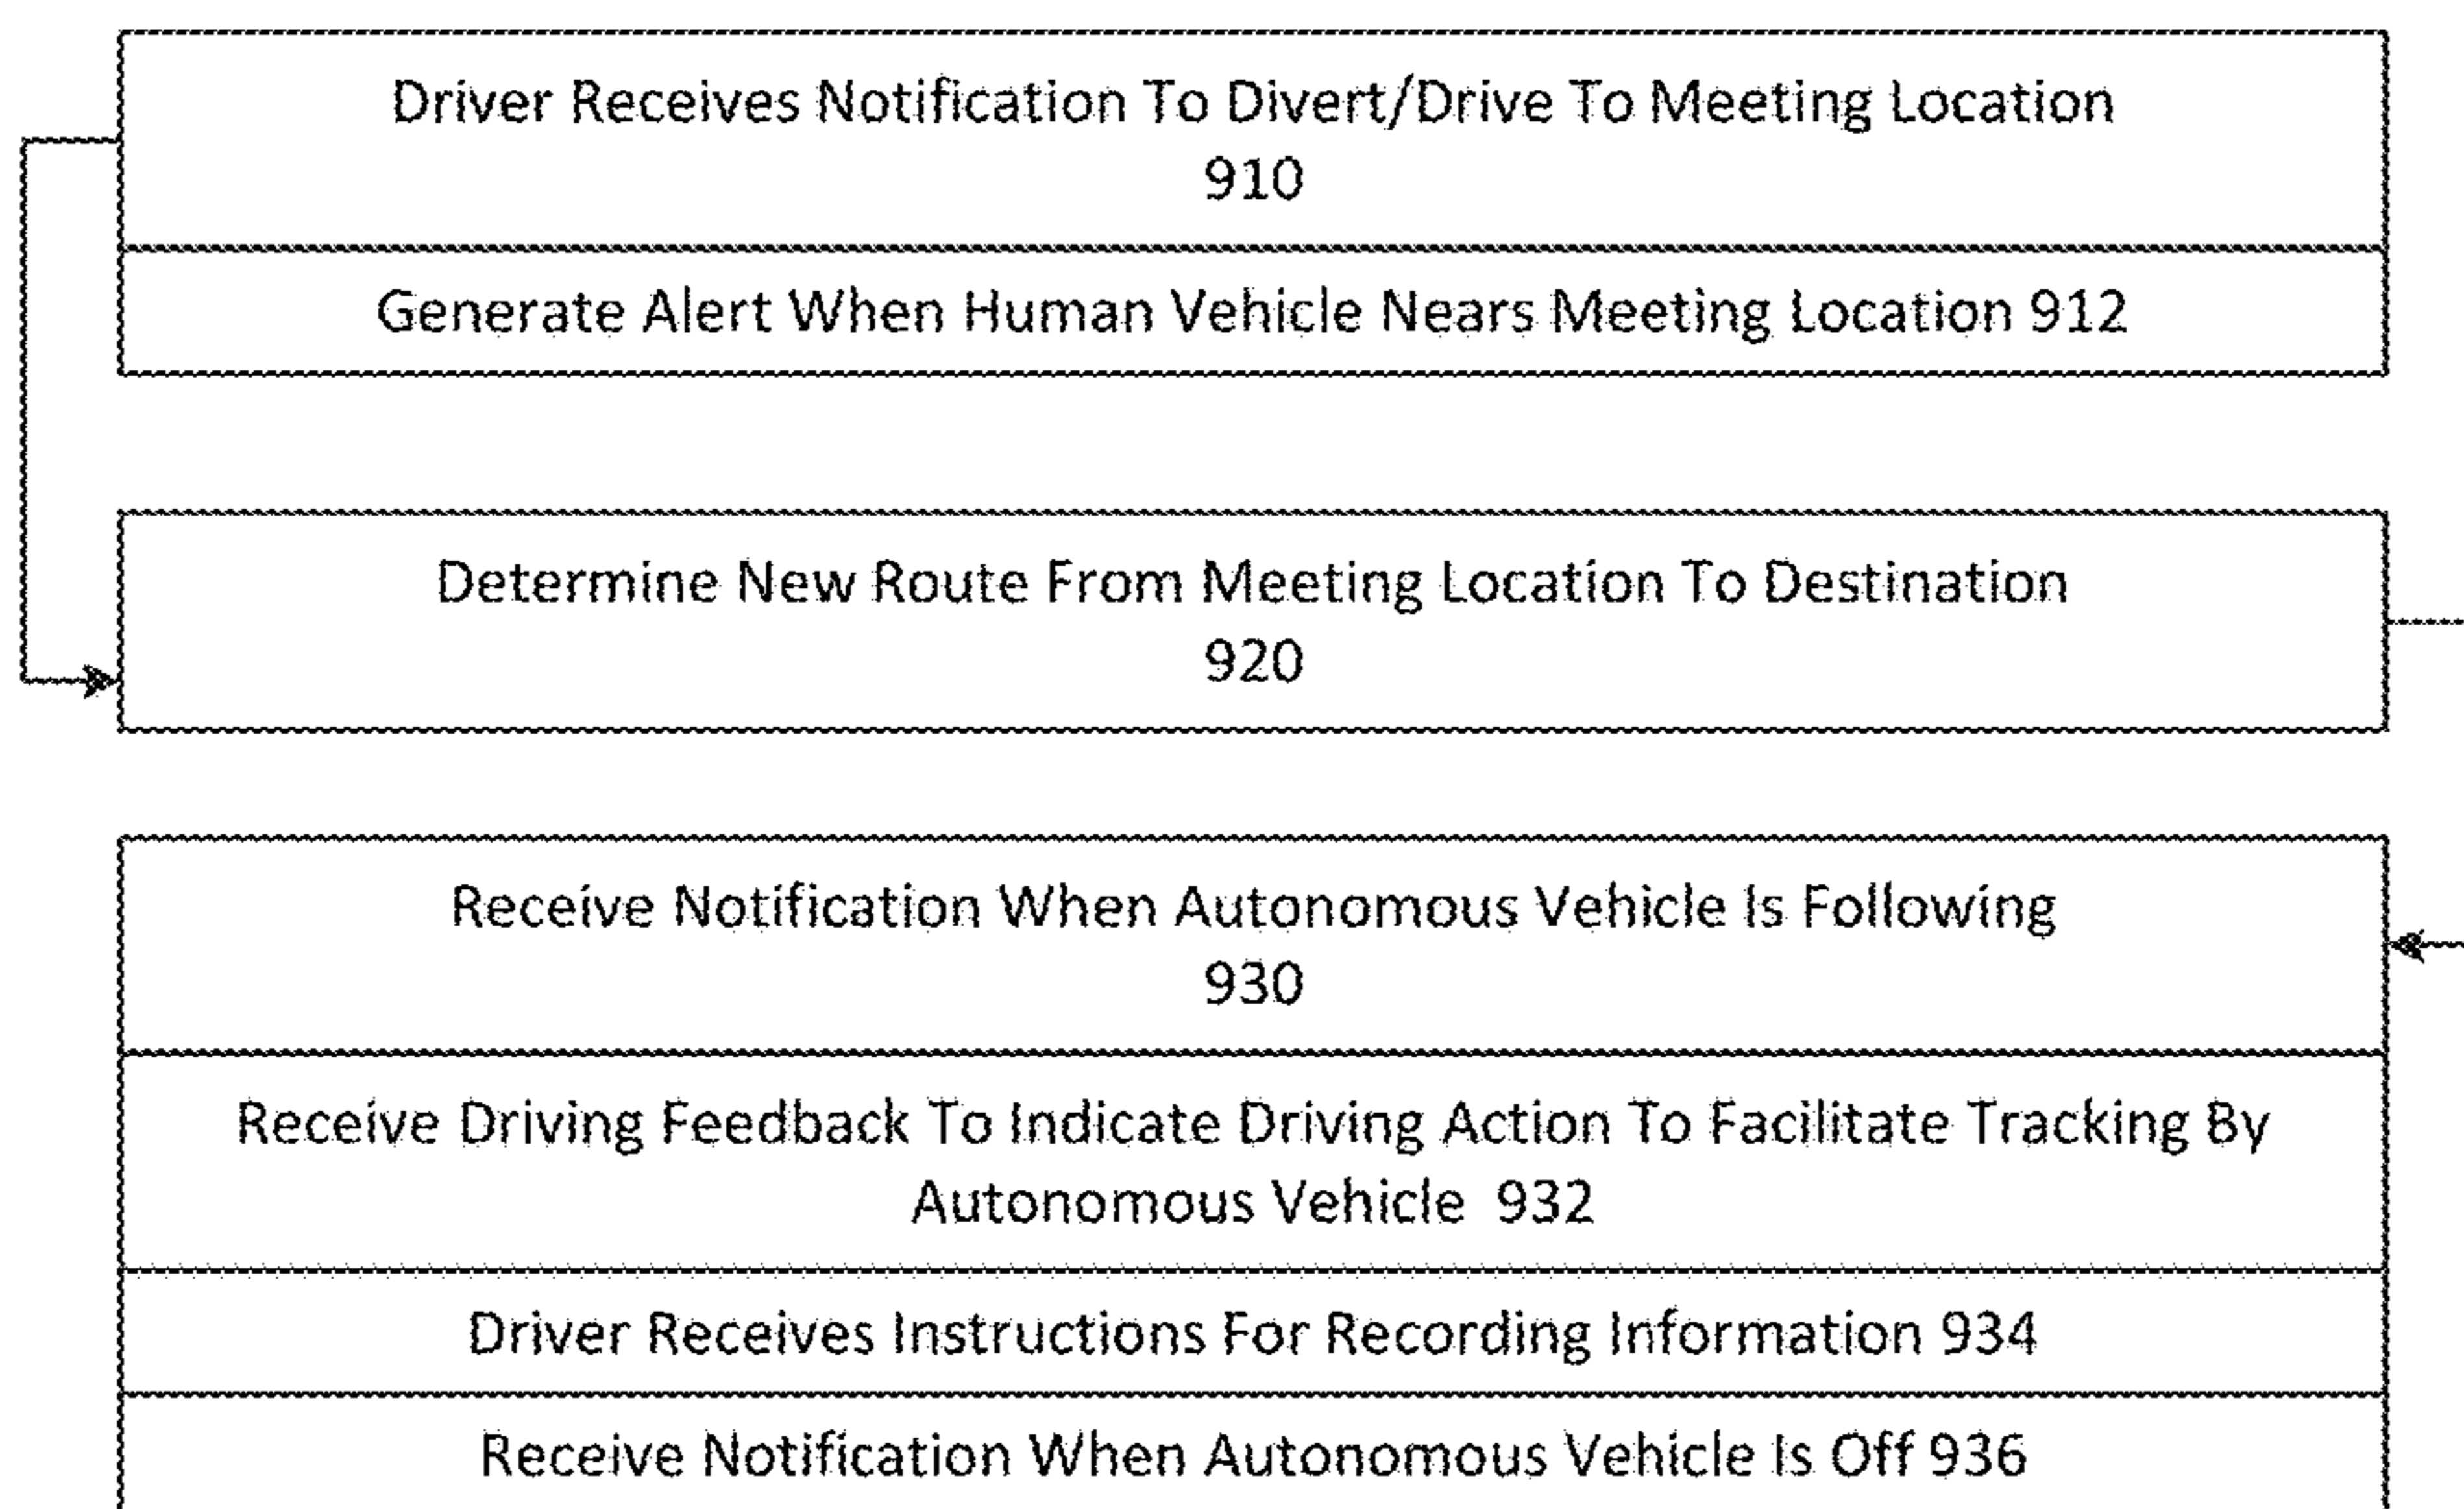 Driver Receives Notification To Divert/Drive To Meeting Location
910
Generate Alert When Human Vehicle Nears Meeting Location 912
Determine New Route From Meeting Location To Destination
920
Receive Notification When Autonomous Vehicle Is Following
930
Receive Driving Feedback To Indicate Driving Action To Facilitate Tracking By
Autonomous Vehicle 932
Driver Receives Instructions For Recording Information 934
Receive Notification When Autonomous Vehicle Is Off 936